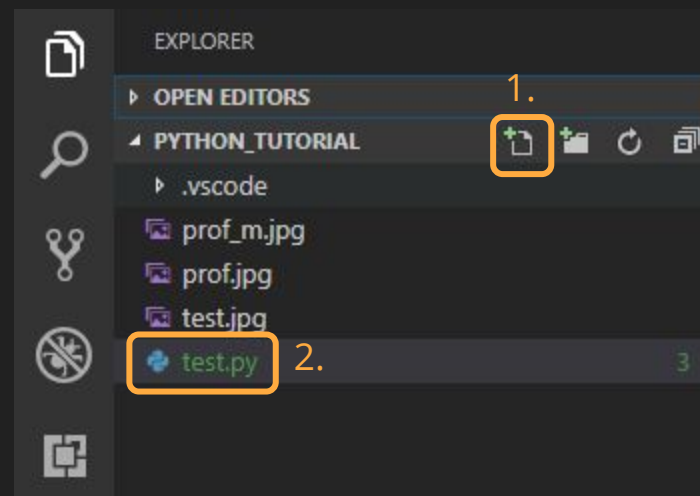 EXPLORER
1.
OPEN EDITORS
PYTHON_TUTORIAL
.vscode
prof_m.jpg
prof.jpg
test.jpg
test.py 2. 3